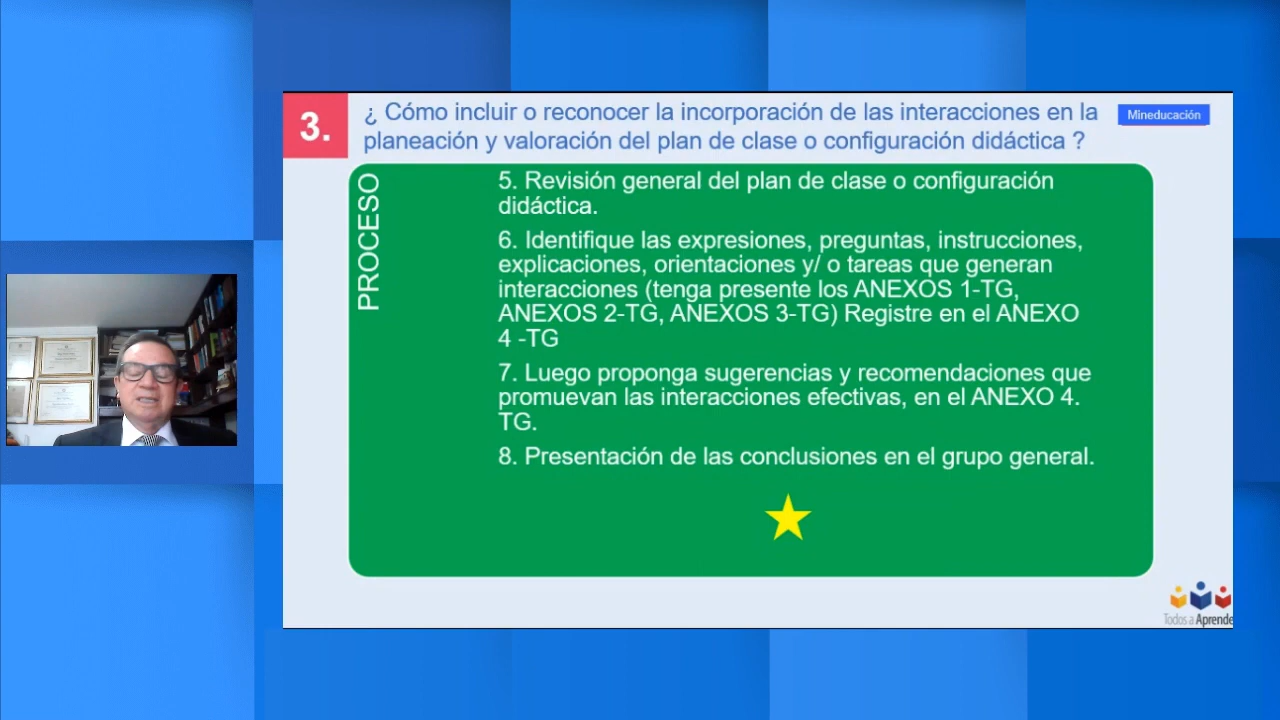 3.
¿ Cómo incluir o reconocer la incorporación de las interacciones en la
planeación y valoración del plan de clase o configuración didáctica ?
Mineducación
PROCESO
5. Revisión general del plan de clase o configuración
didáctica.
6. Identifique las expresiones, preguntas, instrucciones,
explicaciones, orientaciones y/ o tareas que generan
interacciones (tenga presente los ANEXOS 1-TG,
ANEXOS 2-TG, ANEXOS 3-TG) Registre en el ANEXO
4 -TG
7. Luego proponga sugerencias y recomendaciones que
promuevan las interacciones efectivas, en el ANEXO 4.
TG.
8. Presentación de las conclusiones en el grupo general.
Todos a Aprende